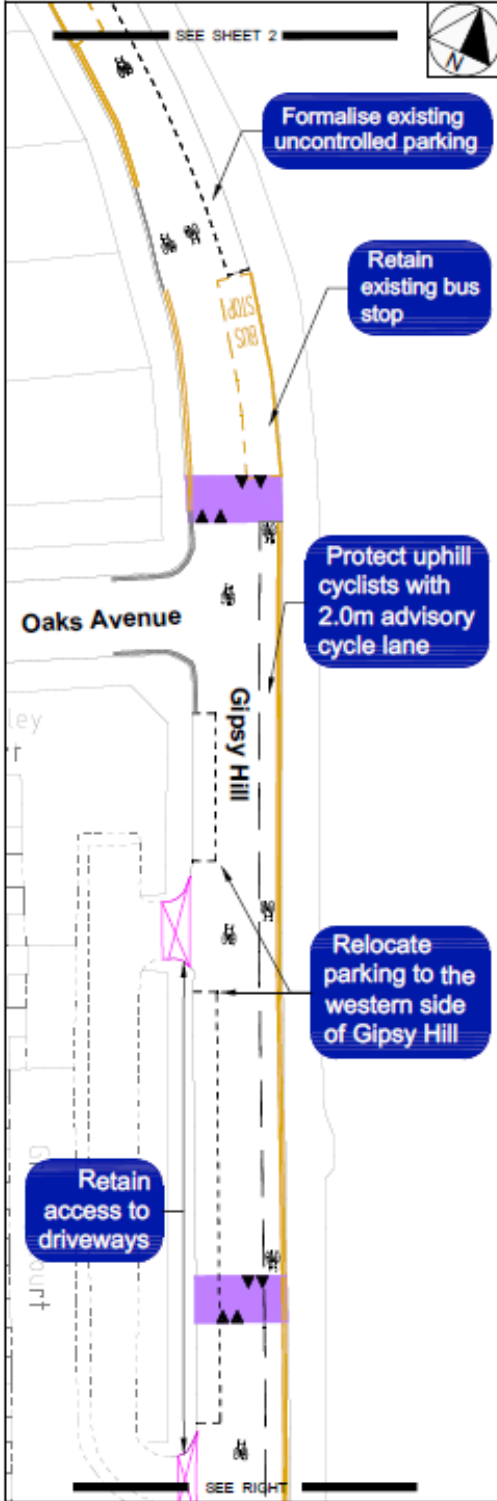 SEE SHEET 2
N
Formalise existing
uncontrolled parking
Retain
existing bus
stop
BUS
STOP
Protect uphill
cyclists with
2.0m advisory
cycle lane
Oaks Avenue
Gipsy Hill
ley
Relocate
parking to the
western side
of Gipsy Hill
Retain
access to
driveways
SEE RIGHT